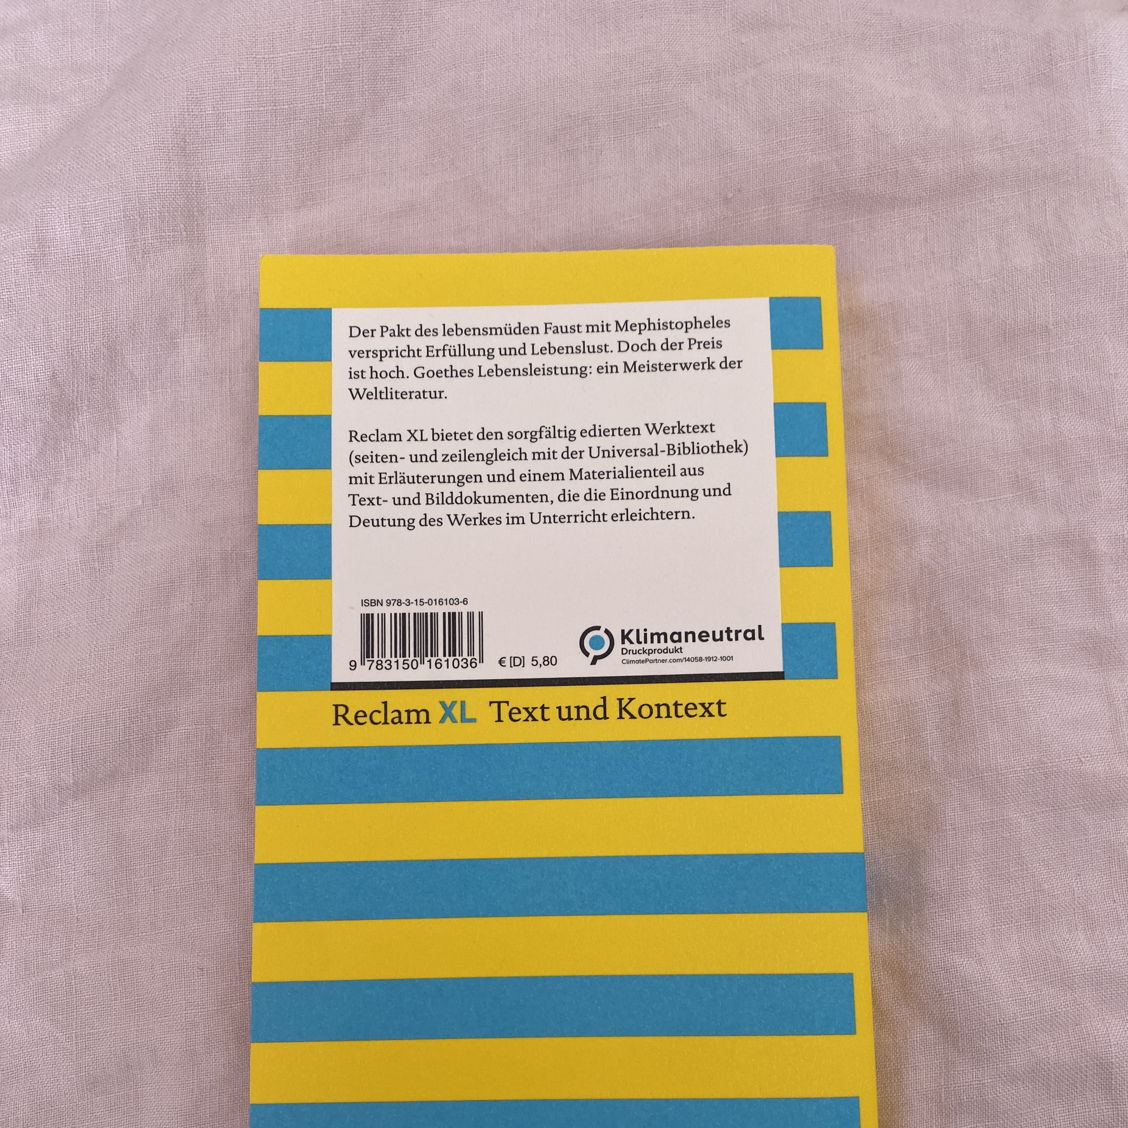 Der Pakt des lebensmüden Faust mit Mephistopheles
verspricht Erfüllung und Lebenslust. Doch der Preis
ist hoch. Goethes Lebensleistung: ein Meisterwerk der
Weltliteratur.
Reclam XL bietet den sorgfältig edierten Werktext
(seiten- und zeilengleich mit der Universal-Bibliothek)
mit Erläuterungen und einem Materialienteil aus
Text- und Bilddokumenten, die die Einordnung und
Deutung des Werkes im Unterricht erleichtern.
ISBN 978-3-15-016103-6
9 783150 161036
€ [D] 5,80
Klimaneutral
Druckprodukt
ClimatePartner.com/14058-1912-1001
Reclam XL Text und Kontext